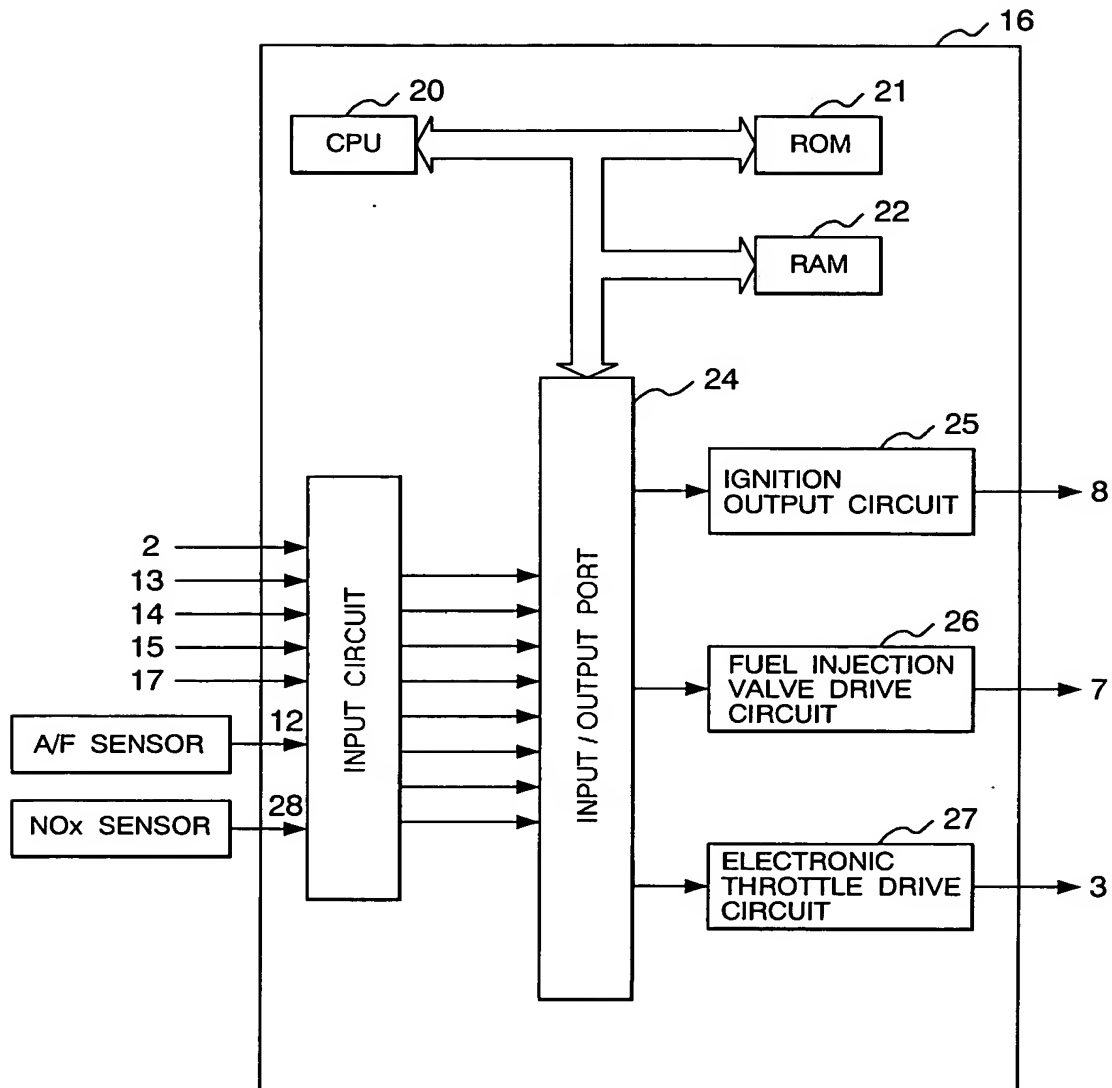 16
20
CPU
21
ROM
22
RAM
24
25
IGNITION
OUTPUT CIRCUIT
8
2
13
14
15
17
INPUT CIRCUIT
INPUT / OUTPUT PORT
26
FUEL INJECTION
VALVE DRIVE
CIRCUIT
7
A/F SENSOR
12
NOx SENSOR
28
27
ELECTRONIC
THROTTLE DRIVE
CIRCUIT
3